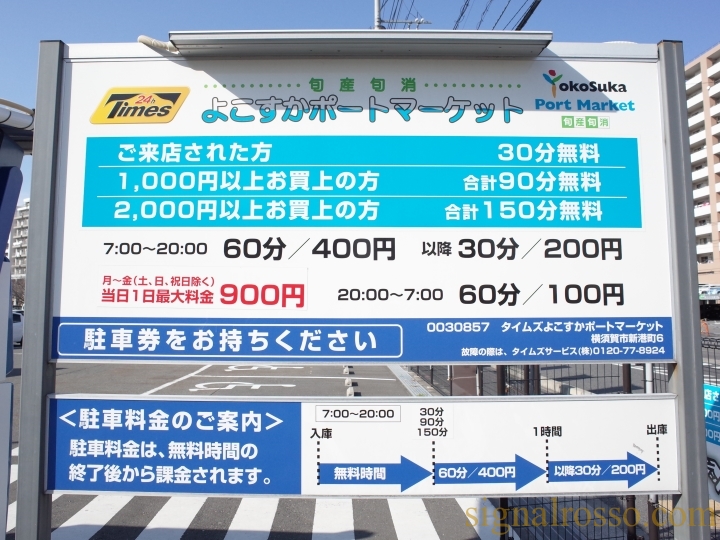 24h
Times
旬産旬消
よこすかポートマーケット
YokoSuka
Port Market
旬産旬消
ご来店された方 30分無料
1,000円以上お買上の方 合計90分無料
2,000円以上お買上の方 合計150分無料
7:00～20:00 60分／400円 以降30分／200円
月～金(土、日、祝日除く)
当日1日最大料金 900円 20:00～7:00 60分／100円
駐車券をお持ちください
0030857 タイムズよこすかポートマーケット
横須賀市新港町6
故障の際は、タイムズサービス(株)0120-77-8924
＜駐車料金のご案内＞
駐車料金は、無料時間の
終了後から課金されます。
7:00～20:00
30分
90分
150分
入庫 1時間 出庫
無料時間 60分／400円 以降30分／200円
signalrosso.com